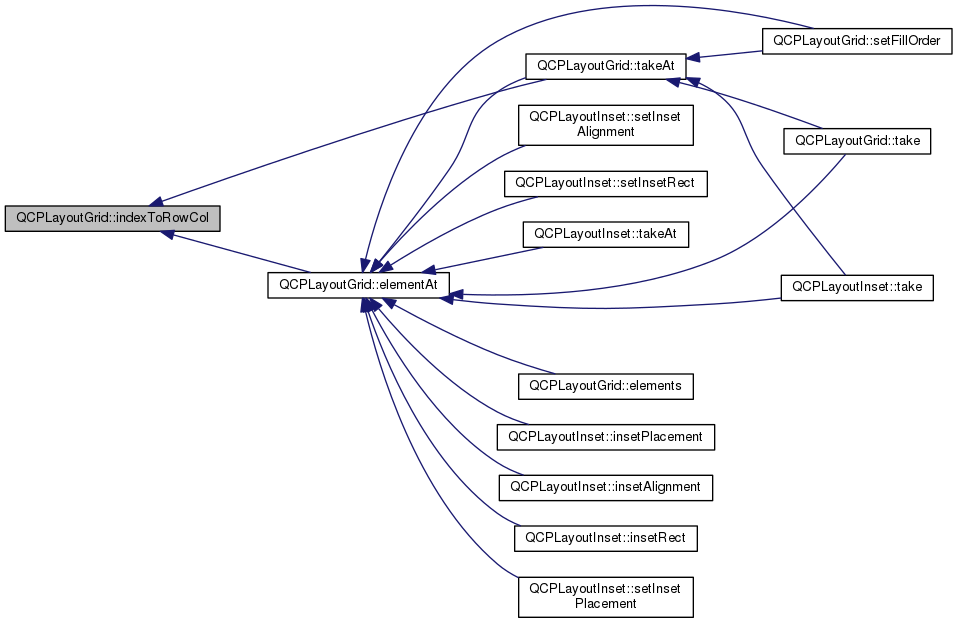 QCPLayoutGrid::setFillOrder
QCPLayoutGrid::takeAt
QCPLayoutInset::setInset
Alignment
QCPLayoutGrid::take
QCPLayoutInset::setInsetRect
QCPLayoutGrid::indexToRowCol
QCPLayoutInset::takeAt
QCPLayoutGrid::elementAt
QCPLayoutInset::take
QCPLayoutGrid::elements
QCPLayoutInset::insetPlacement
QCPLayoutInset::insetAlignment
QCPLayoutInset::insetRect
QCPLayoutInset::setInset
Placement